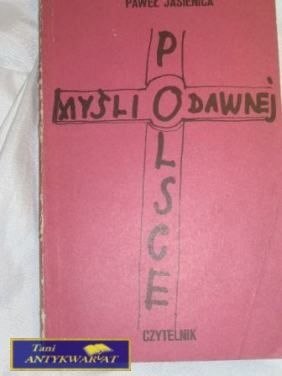 PAWEŁ JASIENICA
MYŚLI O DAWNEJ
POLSCE
CZYTELNIK
Tani
ANTYKWARIAT